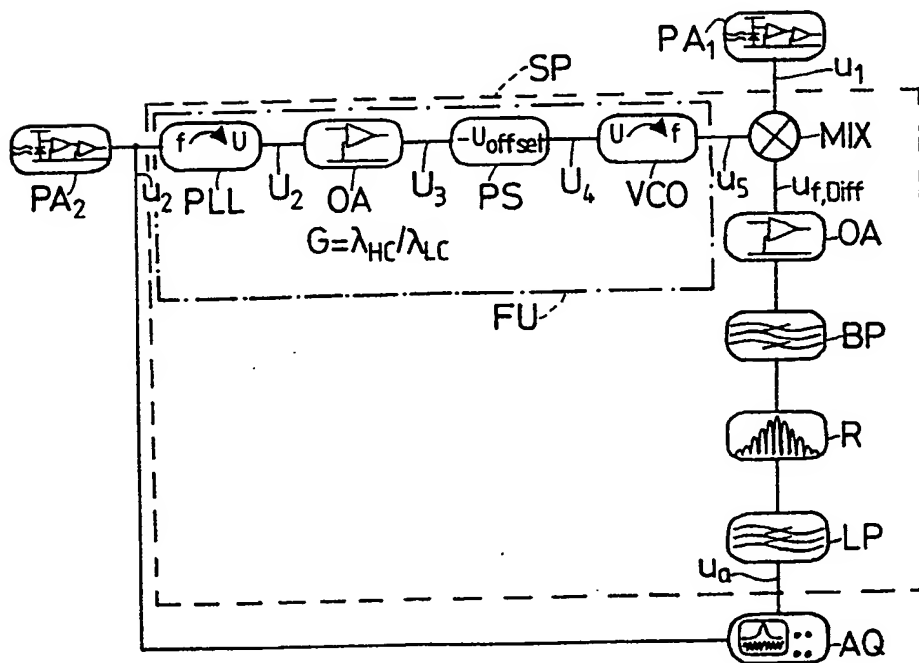 PA1
u1
SP
f U
-Uoffset
U f
MIX
PA2
u2
PLL
U2
OA
U3
PS
U4
VCO
u5
uf,Diff
OA
G=λHC/λLC
FU
BP
R
LP
ua
AQ